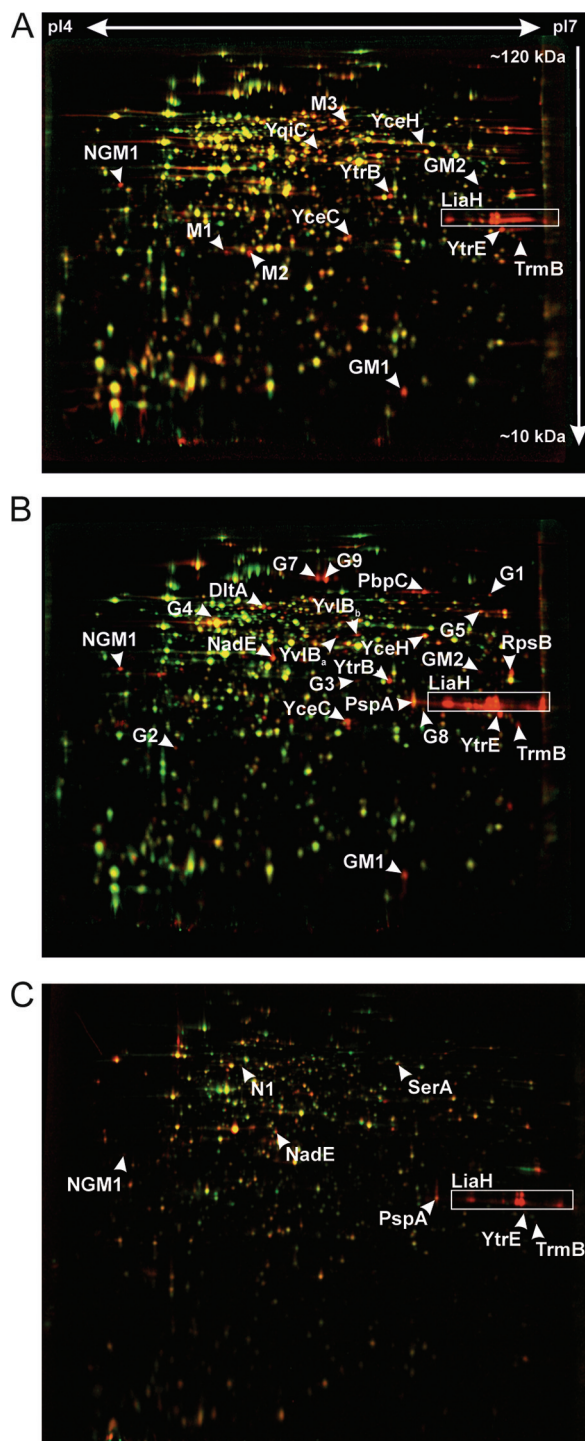 A
pI4
pI7
~120 kDa
M3
YqiC
YceH
NGM1
GM2
YtrB
LiaH
YceC
M1
YtrE
M2
TrmB
GM1
~10 kDa
B
G7
G9
PbpC
G1
DltA
G4
YvlBb
G5
NGM1
NadE
YceH
RpsB
YvlBa
GM2
YtrB
G3
LiaH
PspA
YceC
G2
G8
YtrE
TrmB
GM1
C
N1
SerA
NadE
NGM1
LiaH
PspA
YtrE
TrmB